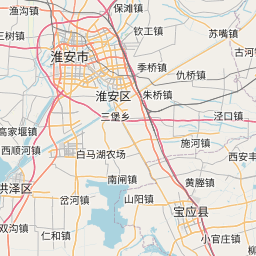 保滩镇
渔沟镇
钦工镇
苏嘴镇
三树镇
古河
淮安市
季桥镇
仇桥镇
淮安区
朱桥镇
三堡乡
泾口镇
高家堰镇
施河镇
西顺河镇
白马湖农场
西安丰
南闸镇
黄塍镇
洪泽区
岔河镇
山阳镇
宝应县
双沟镇
仁和镇
小官庄镇
柳